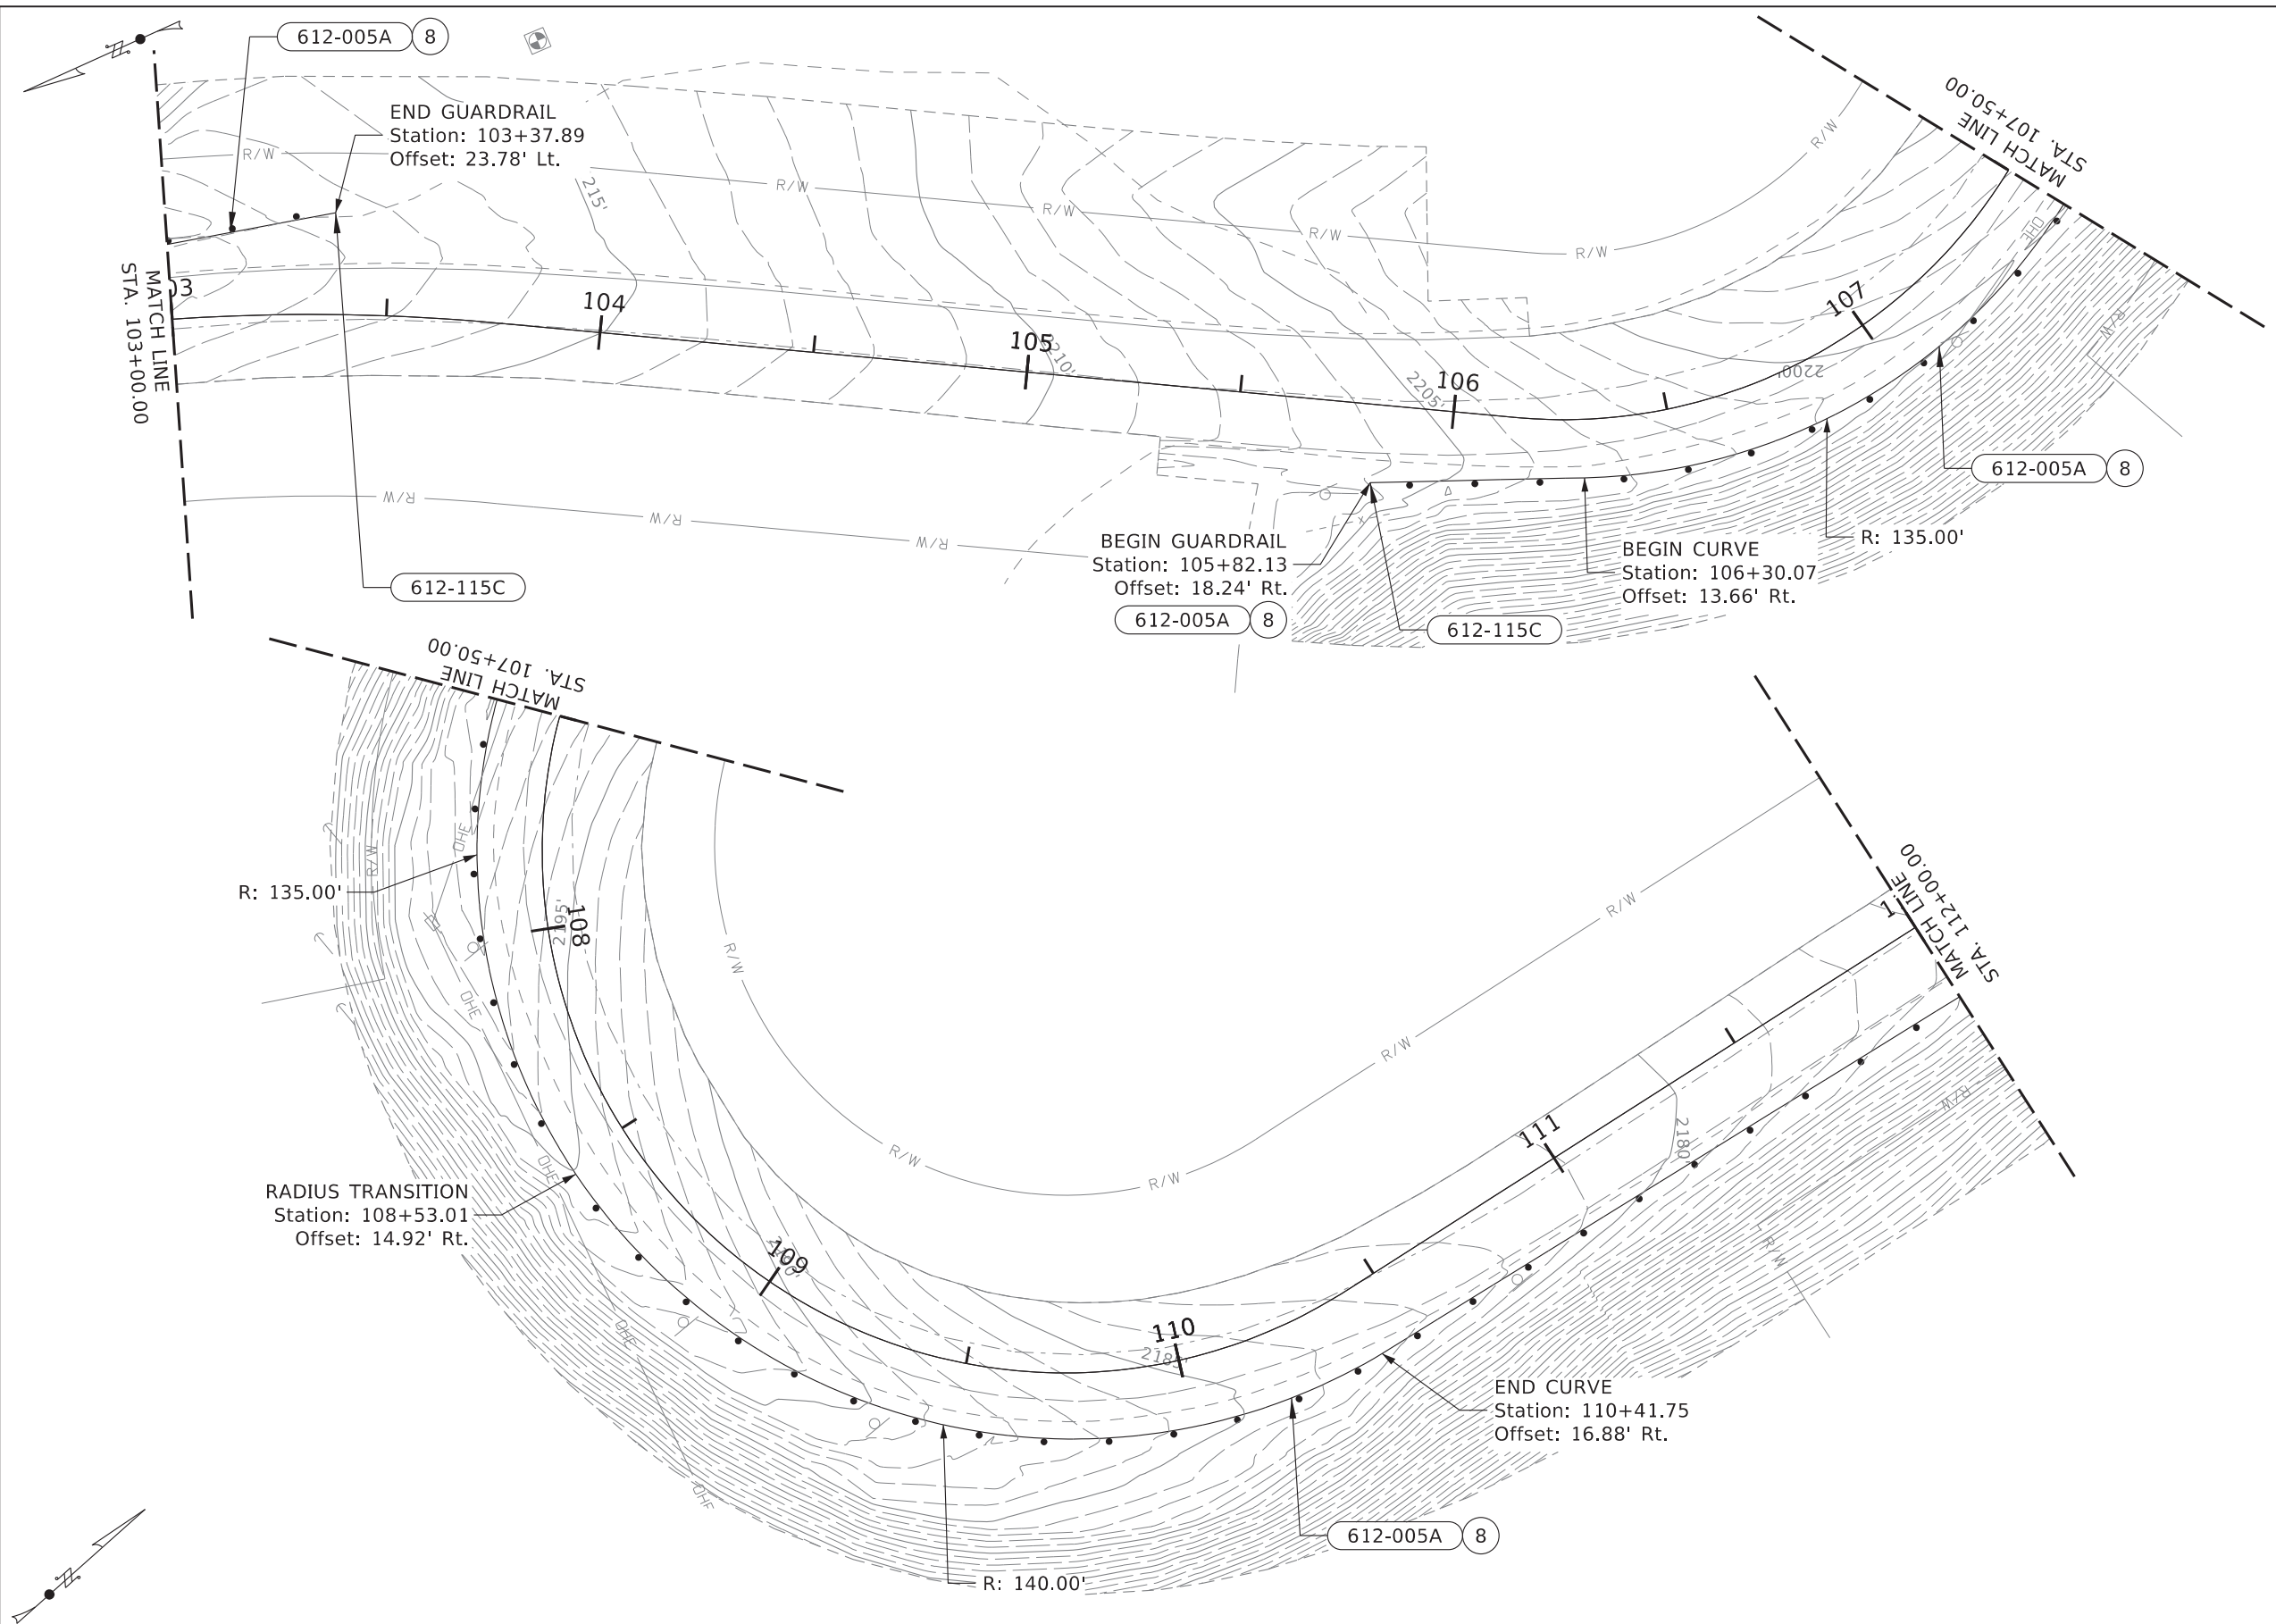 612-005A 8
END GUARDRAIL
Station: 103+37.89
Offset: 23.78' Lt.
R/W
R/W
R/W
R/W
R/W
R/W
MATCH LINE
STA. 107+50.00
215'
MATCH LINE
STA. 103+00.00
03
104
105
210'
106
2205'
107
2200'
OHE
R/W
R/W
R/W
R/W
612-115C
BEGIN GUARDRAIL
Station: 105+82.13
Offset: 18.24' Rt.
612-005A 8
612-115C
BEGIN CURVE
Station: 106+30.07
Offset: 13.66' Rt.
R: 135.00'
612-005A 8
MATCH LINE
STA. 107+50.00
R/W
OHE
R: 135.00'
108
2195'
R/W
OHE
OHE
RADIUS TRANSITION
Station: 108+53.01
Offset: 14.92' Rt.
109
OHE
OHE
R/W
R/W
R/W
R/W
110
2185'
111
2180'
1
MATCH LINE
STA. 112+00.00
R/W
R/W
END CURVE
Station: 110+41.75
Offset: 16.88' Rt.
612-005A 8
R: 140.00'